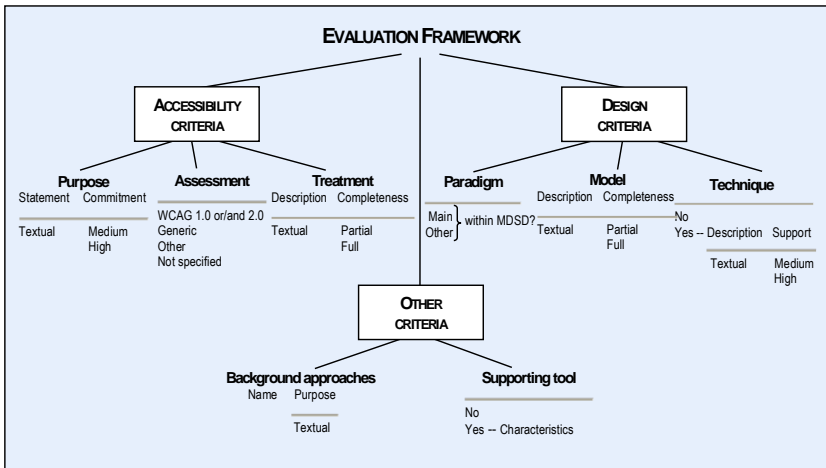 EVALUATION FRAMEWORK
ACCESSIBILITY
CRITERIA
DESIGN
CRITERIA
Purpose
Statement Commitment
Textual Medium
High
Assessment
WCAG 1.0 or/and 2.0
Generic
Other
Not specified
Treatment
Description Completeness
Textual Partial
Full
Paradigm
Main
Other
within MDSD?
Model
Description Completeness
Textual Partial
Full
Technique
No
Yes -- Description Support
Textual Medium
High
OTHER
CRITERIA
Background approaches
Name Purpose
Textual
Supporting tool
No
Yes -- Characteristics